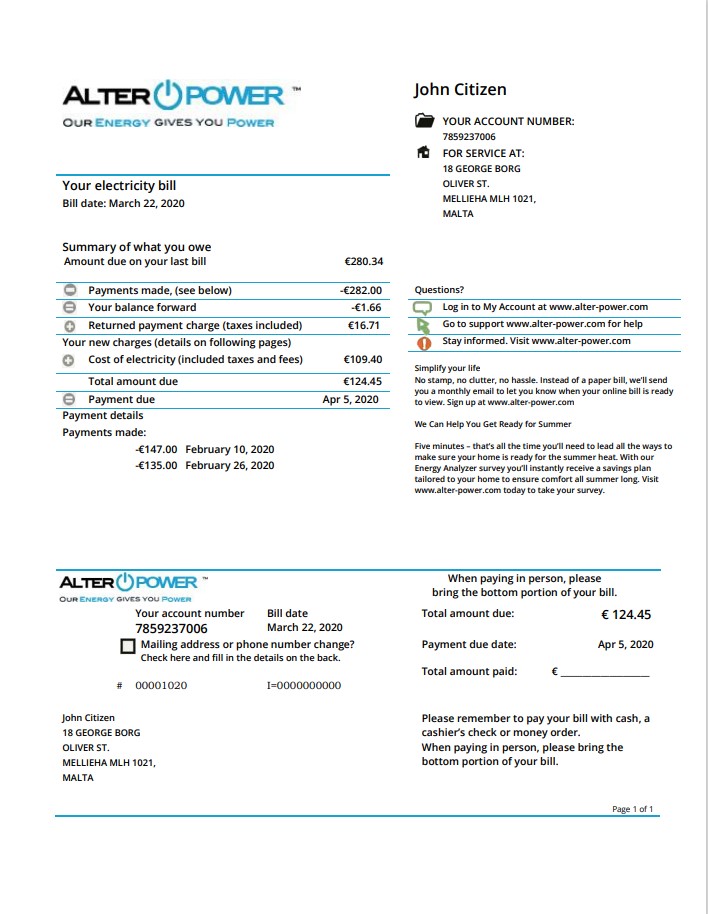 ALTER POWER ™
OUR ENERGY GIVES YOU POWER
John Citizen
YOUR ACCOUNT NUMBER:
7859237006
FOR SERVICE AT:
18 GEORGE BORG
OLIVER ST.
MELLIEHA MLH 1021,
MALTA
Your electricity bill
Bill date: March 22, 2020
Summary of what you owe
Amount due on your last bill €280.34
Payments made, (see below) -€282.00
Your balance forward -€1.66
Returned payment charge (taxes included) €16.71
Your new charges (details on following pages)
Cost of electricity (included taxes and fees) €109.40
Total amount due €124.45
Payment due Apr 5, 2020
Payment details
Payments made:
-€147.00 February 10, 2020
-€135.00 February 26, 2020
Questions?
Log in to My Account at www.alter-power.com
Go to support www.alter-power.com for help
Stay informed. Visit www.alter-power.com
Simplify your life
No stamp, no clutter, no hassle. Instead of a paper bill, we'll send
you a monthly email to let you know when your online bill is ready
to view. Sign up at www.alter-power.com
We Can Help You Get Ready for Summer
Five minutes – that's all the time you'll need to lead all the ways to
make sure your home is ready for the summer heat. With our
Energy Analyzer survey you'll instantly receive a savings plan
tailored to your home to ensure comfort all summer long. Visit
www.alter-power.com today to take your survey.
ALTER POWER ™
OUR ENERGY GIVES YOU POWER
When paying in person, please
bring the bottom portion of your bill.
Your account number Bill date
7859237006 March 22, 2020
Mailing address or phone number change?
Check here and fill in the details on the back.
# 00001020 I=0000000000
Total amount due: € 124.45
Payment due date: Apr 5, 2020
Total amount paid: € _______________
John Citizen
18 GEORGE BORG
OLIVER ST.
MELLIEHA MLH 1021,
MALTA
Please remember to pay your bill with cash, a
cashier's check or money order.
When paying in person, please bring the
bottom portion of your bill.
Page 1 of 1